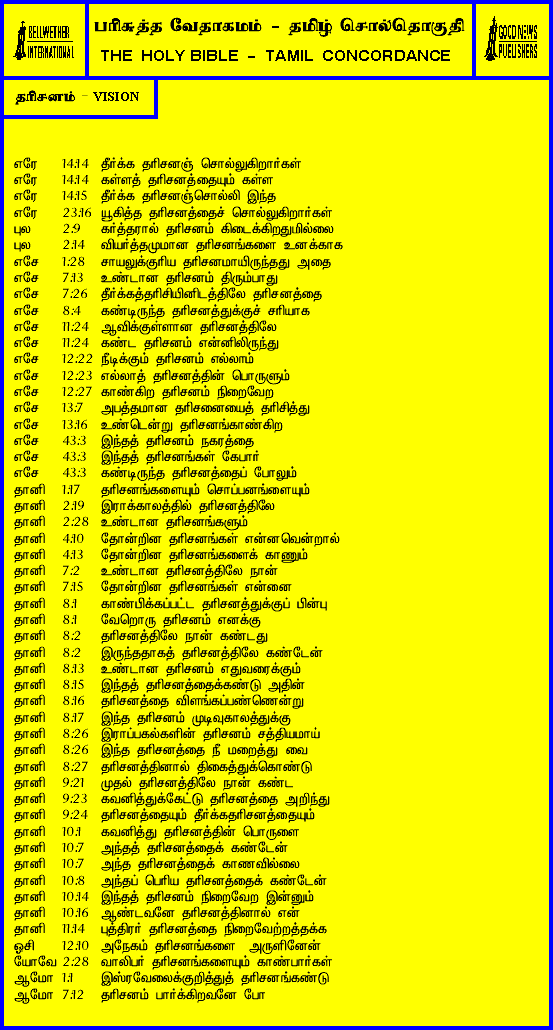 BELLWETHER
INTERNATIONAL
பரிசுத்த வேதாகமம் - தமிழ் சொல்தொகுதி
THE HOLY BIBLE - TAMIL CONCORDANCE
GOOD NEWS
PUBLISHERS
தரிசனம் - VISION
எரே 14:14 தீர்க்க தரிசனஞ் சொல்லுகிறார்கள்
எரே 14:14 கள்ளத் தரிசனத்தையும் கள்ள
எரே 14:15 தீர்க்க தரிசனஞ்சொல்லி இந்த
எரே 23:16 யூகித்த தரிசனத்தைச் சொல்லுகிறார்கள்
புல 2:9 கர்த்தரால் தரிசனம் கிடைக்கிறதுமில்லை
புல 2:14 வியர்த்தமுமான தரிசனங்களை உனக்காக
எசே 1:28 சாயலுக்குரிய தரிசனமாயிருந்தது அதை
எசே 7:13 உண்டான தரிசனம் திரும்பாது
எசே 7:26 தீர்க்கத்தரிசியினிடத்திலே தரிசனத்தை
எசே 8:4 கண்டிருந்த தரிசனத்துக்குச் சரியாக
எசே 11:24 ஆவிக்குள்ளான தரிசனத்திலே
எசே 11:24 கண்ட தரிசனம் என்னிலிருந்து
எசே 12:22 நீடிக்கும் தரிசனம் எல்லாம்
எசே 12:23 எல்லாத் தரிசனத்தின் பொருளும்
எசே 12:27 காண்கிற தரிசனம் நிறைவேற
எசே 13:7 அபத்தமான தரிசனையைத் தரிசித்து
எசே 13:16 உண்டென்று தரிசனங்காண்கிற
எசே 43:3 இந்தத் தரிசனம் நகரத்தை
எசே 43:3 இந்தத் தரிசனங்கள் கேபார்
எசே 43:3 கண்டிருந்த தரிசனத்தைப் போலும்
தானி 1:17 தரிசனங்களையும் சொப்பனங்களையும்
தானி 2:19 இராக்காலத்தில் தரிசனத்திலே
தானி 2:28 உண்டான தரிசனங்களும்
தானி 4:10 தோன்றின தரிசனங்கள் என்னவென்றால்
தானி 4:13 தோன்றின தரிசனங்களைக் காணும்
தானி 7:2 உண்டான தரிசனத்திலே நான்
தானி 7:15 தோன்றின தரிசனங்கள் என்னை
தானி 8:1 காண்பிக்கப்பட்ட தரிசனத்துக்குப் பின்பு
தானி 8:1 வேறொரு தரிசனம் எனக்கு
தானி 8:2 தரிசனத்திலே நான் கண்டது
தானி 8:2 இருந்ததாகத் தரிசனத்திலே கண்டேன்
தானி 8:13 உண்டான தரிசனம் எதுவரைக்கும்
தானி 8:15 இந்தத் தரிசனத்தைக்கண்டு அதின்
தானி 8:16 தரிசனத்தை விளங்கப்பண்ணென்று
தானி 8:17 இந்த தரிசனம் முடிவுகாலத்துக்கு
தானி 8:26 இராப்பகல்களின் தரிசனம் சத்தியமாய்
தானி 8:26 இந்த தரிசனத்தை நீ மறைத்து வை
தானி 8:27 தரிசனத்தினால் திகைத்துக்கொண்டு
தானி 9:21 முதல் தரிசனத்திலே நான் கண்ட
தானி 9:23 கவனித்துக்கேட்டு தரிசனத்தை அறிந்து
தானி 9:24 தரிசனத்தையும் தீர்க்கதரிசனத்தையும்
தானி 10:1 கவனித்து தரிசனத்தின் பொருளை
தானி 10:7 அந்தத் தரிசனத்தைக் கண்டேன்
தானி 10:7 அந்த தரிசனத்தைக் காணவில்லை
தானி 10:8 அந்தப் பெரிய தரிசனத்தைக் கண்டேன்
தானி 10:14 இந்தத் தரிசனம் நிறைவேற இன்னும்
தானி 10:16 ஆண்டவனே தரிசனத்தினால் என்
தானி 11:14 புத்திரர் தரிசனத்தை நிறைவேற்றத்தக்க
ஓசி 12:10 அநேகம் தரிசனங்களை அருளினேன்
யோவே 2:28 வாலிபர் தரிசனங்களையும் காண்பார்கள்
ஆமோ 1:1 இஸ்ரவேலைக்குறித்துத் தரிசனங்கண்டு
ஆமோ 7:12 தரிசனம் பார்க்கிறவனே போ